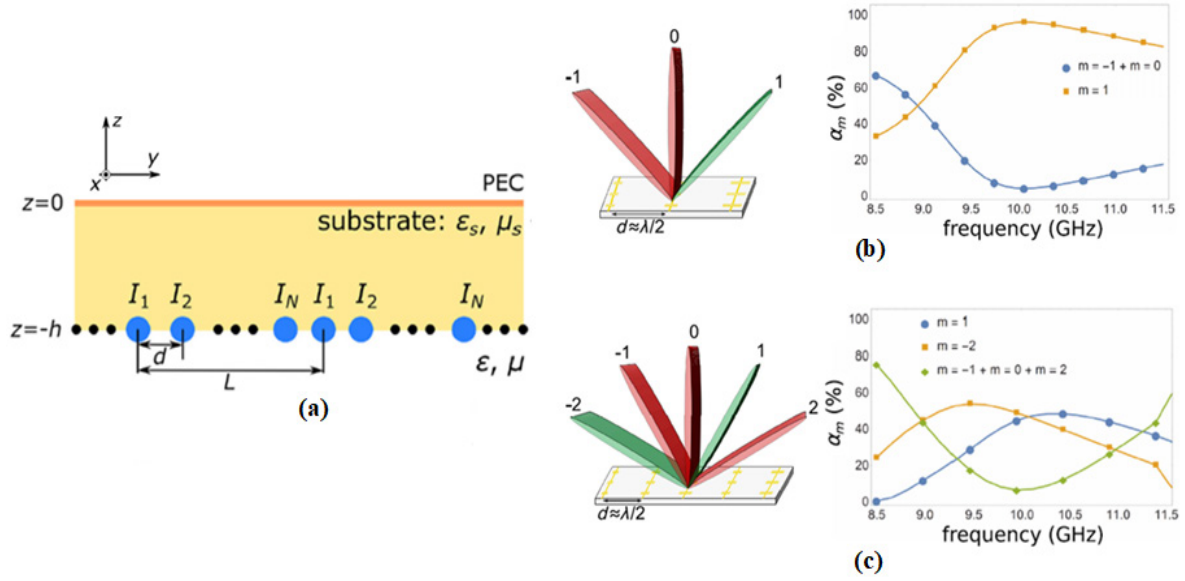 z
y
x
PEC
z=0
substrate: εs, μs
I1 I2 IN I1 I2 IN
z=-h
d
ε, μ
L
(a)
-1
0
1
d≈λ/2
αm (%)
100
80
60
40
20
0
m = −1 + m = 0
m = 1
8.5 9.0 9.5 10.0 10.5 11.0 11.5
frequency (GHz)
(b)
-2
-1
0
1
2
d≈λ/2
αm (%)
100
80
60
40
20
0
m = 1
m = −2
m = −1 + m = 0 + m = 2
8.5 9.0 9.5 10.0 10.5 11.0 11.5
frequency (GHz)
(c)